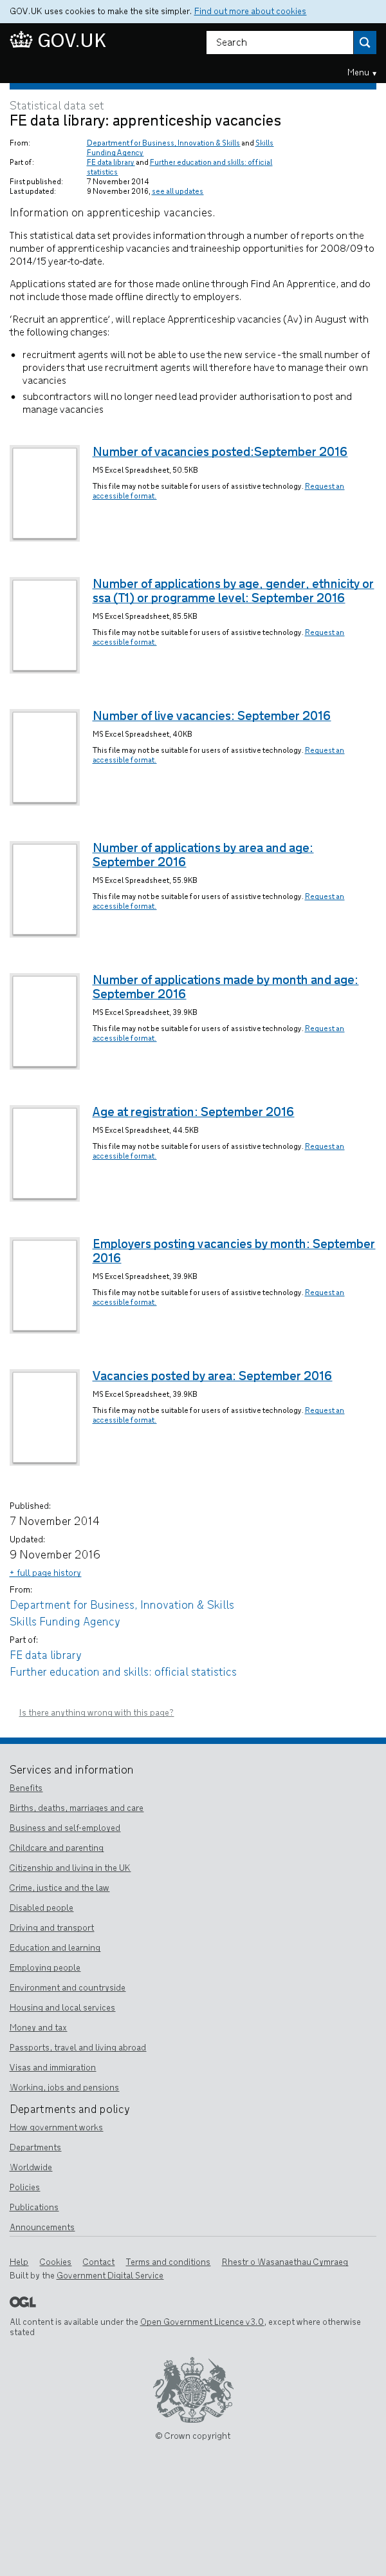 GOV.UK uses cookies to make the site simpler. Find out more about cookies
GOV.UK
Search
Menu ▾
Statistical data set
FE data library: apprenticeship vacancies
From: Department for Business, Innovation & Skills and Skills
Funding Agency
Part of: FE data library and Further education and skills: official
statistics
First published: 7 November 2014
Last updated: 9 November 2016, see all updates
Information on apprenticeship vacancies.
This statistical data set provides information through a number of reports on the
number of apprenticeship vacancies and traineeship opportunities for 2008/09 to
2014/15 year-to-date.
Applications stated are for those made online through Find An Apprentice, and do
not include those made offline directly to employers.
‘Recruit an apprentice’, will replace Apprenticeship vacancies (Av) in August with
the following changes:
• recruitment agents will not be able to use the new service - the small number of
providers that use recruitment agents will therefore have to manage their own
vacancies
• subcontractors will no longer need lead provider authorisation to post and
manage vacancies
Number of vacancies posted:September 2016
MS Excel Spreadsheet, 50.5KB
This file may not be suitable for users of assistive technology. Request an
accessible format.
Number of applications by age, gender, ethnicity or
ssa (T1) or programme level: September 2016
MS Excel Spreadsheet, 85.5KB
This file may not be suitable for users of assistive technology. Request an
accessible format.
Number of live vacancies: September 2016
MS Excel Spreadsheet, 40KB
This file may not be suitable for users of assistive technology. Request an
accessible format.
Number of applications by area and age:
September 2016
MS Excel Spreadsheet, 55.9KB
This file may not be suitable for users of assistive technology. Request an
accessible format.
Number of applications made by month and age:
September 2016
MS Excel Spreadsheet, 39.9KB
This file may not be suitable for users of assistive technology. Request an
accessible format.
Age at registration: September 2016
MS Excel Spreadsheet, 44.5KB
This file may not be suitable for users of assistive technology. Request an
accessible format.
Employers posting vacancies by month: September
2016
MS Excel Spreadsheet, 39.9KB
This file may not be suitable for users of assistive technology. Request an
accessible format.
Vacancies posted by area: September 2016
MS Excel Spreadsheet, 39.9KB
This file may not be suitable for users of assistive technology. Request an
accessible format.
Published:
7 November 2014
Updated:
9 November 2016
+ full page history
From:
Department for Business, Innovation & Skills
Skills Funding Agency
Part of:
FE data library
Further education and skills: official statistics
Is there anything wrong with this page?
Services and information
Benefits
Births, deaths, marriages and care
Business and self-employed
Childcare and parenting
Citizenship and living in the UK
Crime, justice and the law
Disabled people
Driving and transport
Education and learning
Employing people
Environment and countryside
Housing and local services
Money and tax
Passports, travel and living abroad
Visas and immigration
Working, jobs and pensions
Departments and policy
How government works
Departments
Worldwide
Policies
Publications
Announcements
Help Cookies Contact Terms and conditions Rhestr o Wasanaethau Cymraeg
Built by the Government Digital Service
OGL
All content is available under the Open Government Licence v3.0, except where otherwise
stated
© Crown copyright